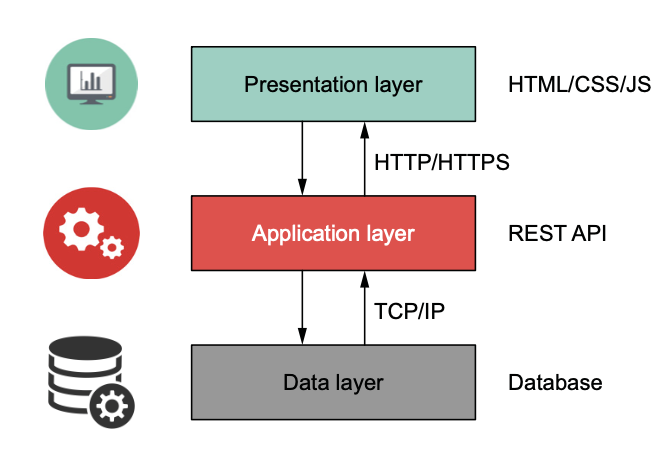 Presentation layer
HTML/CSS/JS
HTTP/HTTPS
Application layer
REST API
TCP/IP
Data layer
Database